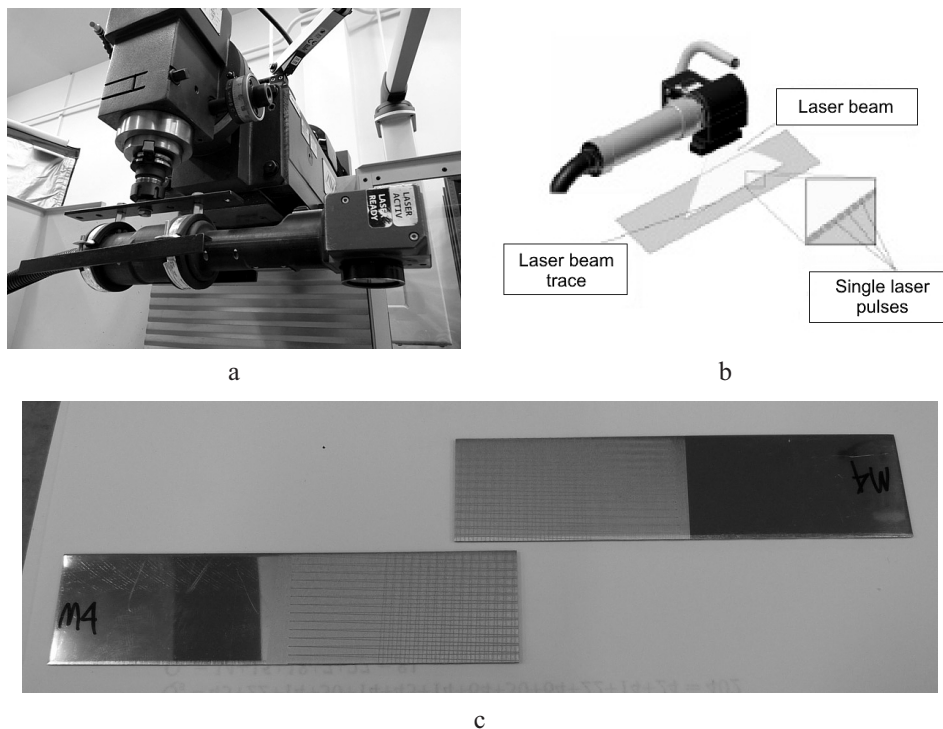 LASER
READY
LASER
ACTIV
a
Laser beam
Laser beam
trace
Single laser
pulses
b
M4
M4
c